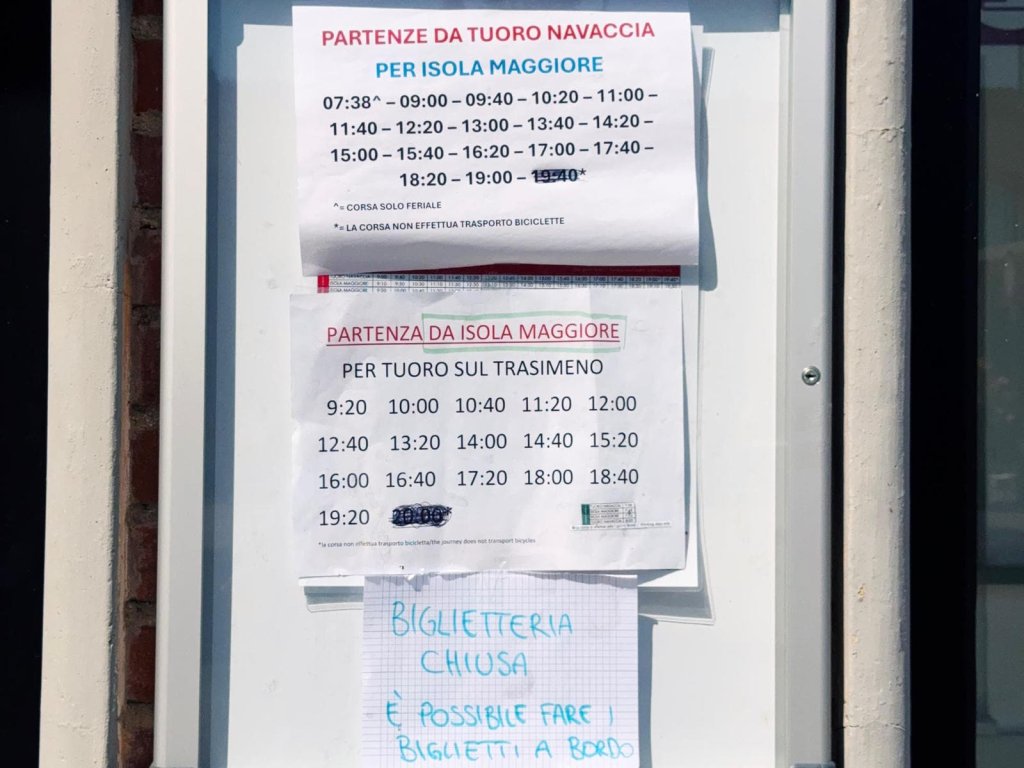 PARTENZE DA TUORO NAVACCIA
PER ISOLA MAGGIORE
07:38^ – 09:00 – 09:40 – 10:20 – 11:00 –
11:40 – 12:20 – 13:00 – 13:40 – 14:20 –
15:00 – 15:40 – 16:20 – 17:00 – 17:40 –
18:20 – 19:00 – 19:40*
^= CORSA SOLO FERIALE
*= LA CORSA NON EFFETTUA TRASPORTO BICICLETTE
PARTENZA DA ISOLA MAGGIORE
PER TUORO SUL TRASIMENO
9:20 10:00 10:40 11:20 12:00
12:40 13:20 14:00 14:40 15:20
16:00 16:40 17:20 18:00 18:40
19:20 20:00*
*la corsa non effettua trasporto bicicletta/the journey does not transport bicycles
BIGLIETTERIA
CHIUSA
È POSSIBILE FARE I
BIGLIETTI A BORDO